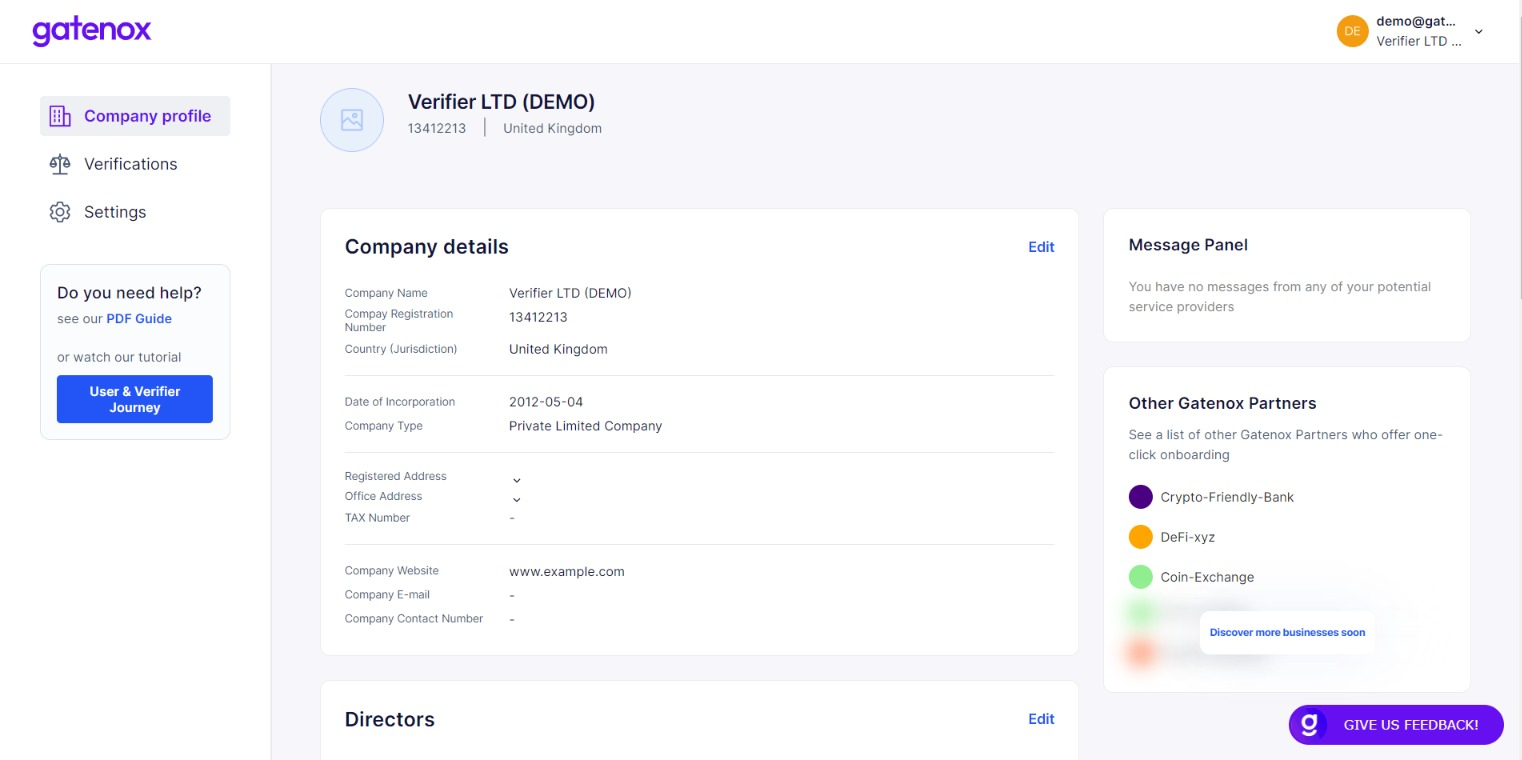 gatenox
DE
demo@gat...
Verifier LTD ...
Company profile
Verifications
Settings
Do you need help?
see our PDF Guide
or watch our tutorial
User & Verifier
Journey
Verifier LTD (DEMO)
13412213
United Kingdom
Company details
Edit
Company Name
Verifier LTD (DEMO)
Compay Registration
Number
13412213
Country (Jurisdiction)
United Kingdom
Date of Incorporation
2012-05-04
Company Type
Private Limited Company
Registered Address
Office Address
TAX Number
-
Company Website
www.example.com
Company E-mail
-
Company Contact Number
-
Directors
Edit
Message Panel
You have no messages from any of your potential
service providers
Other Gatenox Partners
See a list of other Gatenox Partners who offer one-
click onboarding
Crypto-Friendly-Bank
DeFi-xyz
Coin-Exchange
Discover more businesses soon
g
GIVE US FEEDBACK!